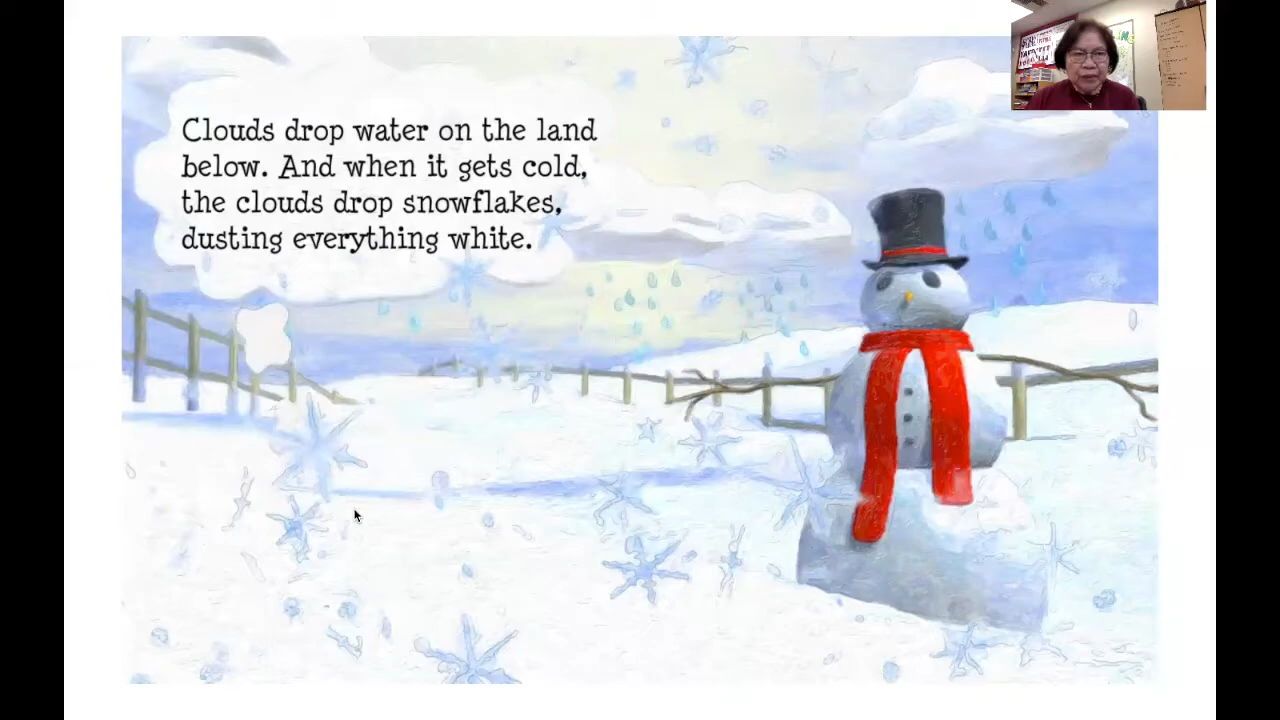 Clouds drop water on the land
below. And when it gets cold,
the clouds drop snowflakes,
dusting everything white.